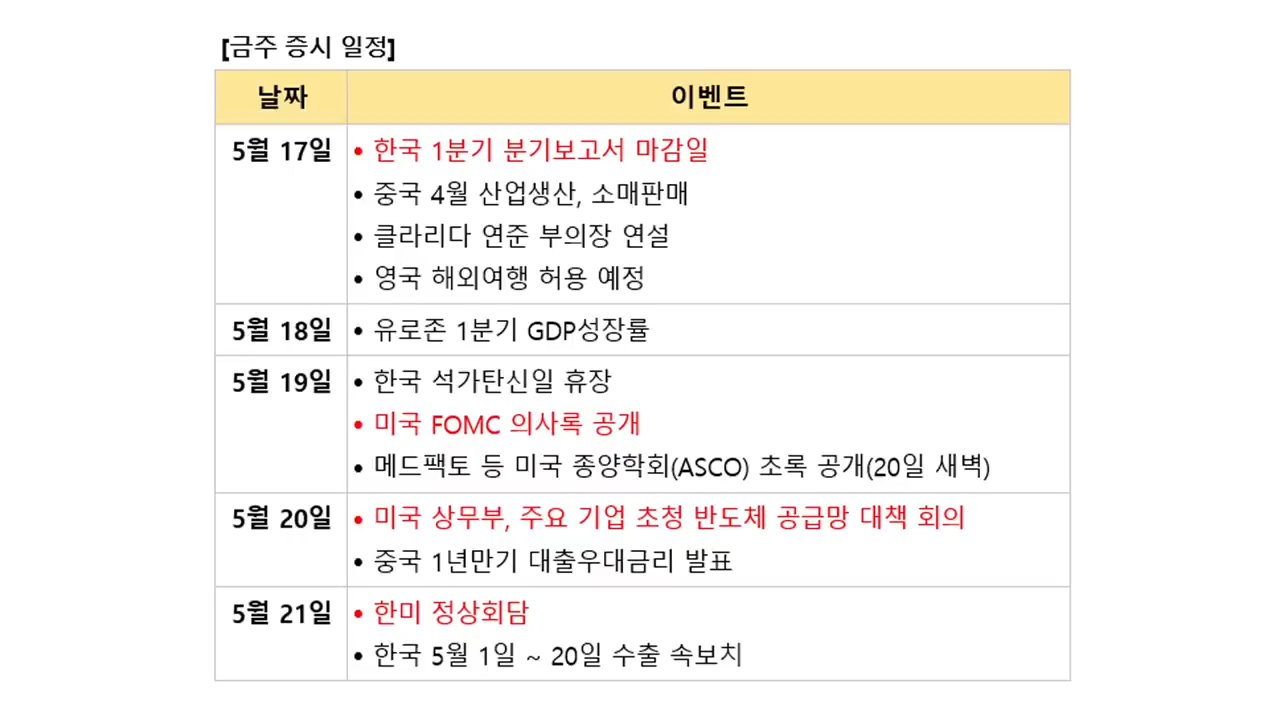 [금주 증시 일정]
날짜 이벤트
5월 17일 • 한국 1분기 분기보고서 마감일
• 중국 4월 산업생산, 소매판매
• 클라리다 연준 부의장 연설
• 영국 해외여행 허용 예정
5월 18일 • 유로존 1분기 GDP성장률
5월 19일 • 한국 석가탄신일 휴장
• 미국 FOMC 의사록 공개
• 메드팩토 등 미국 종양학회(ASCO) 초록 공개(20일 새벽)
5월 20일 • 미국 상무부, 주요 기업 초청 반도체 공급망 대책 회의
• 중국 1년만기 대출우대금리 발표
5월 21일 • 한미 정상회담
• 한국 5월 1일 ~ 20일 수출 속보치